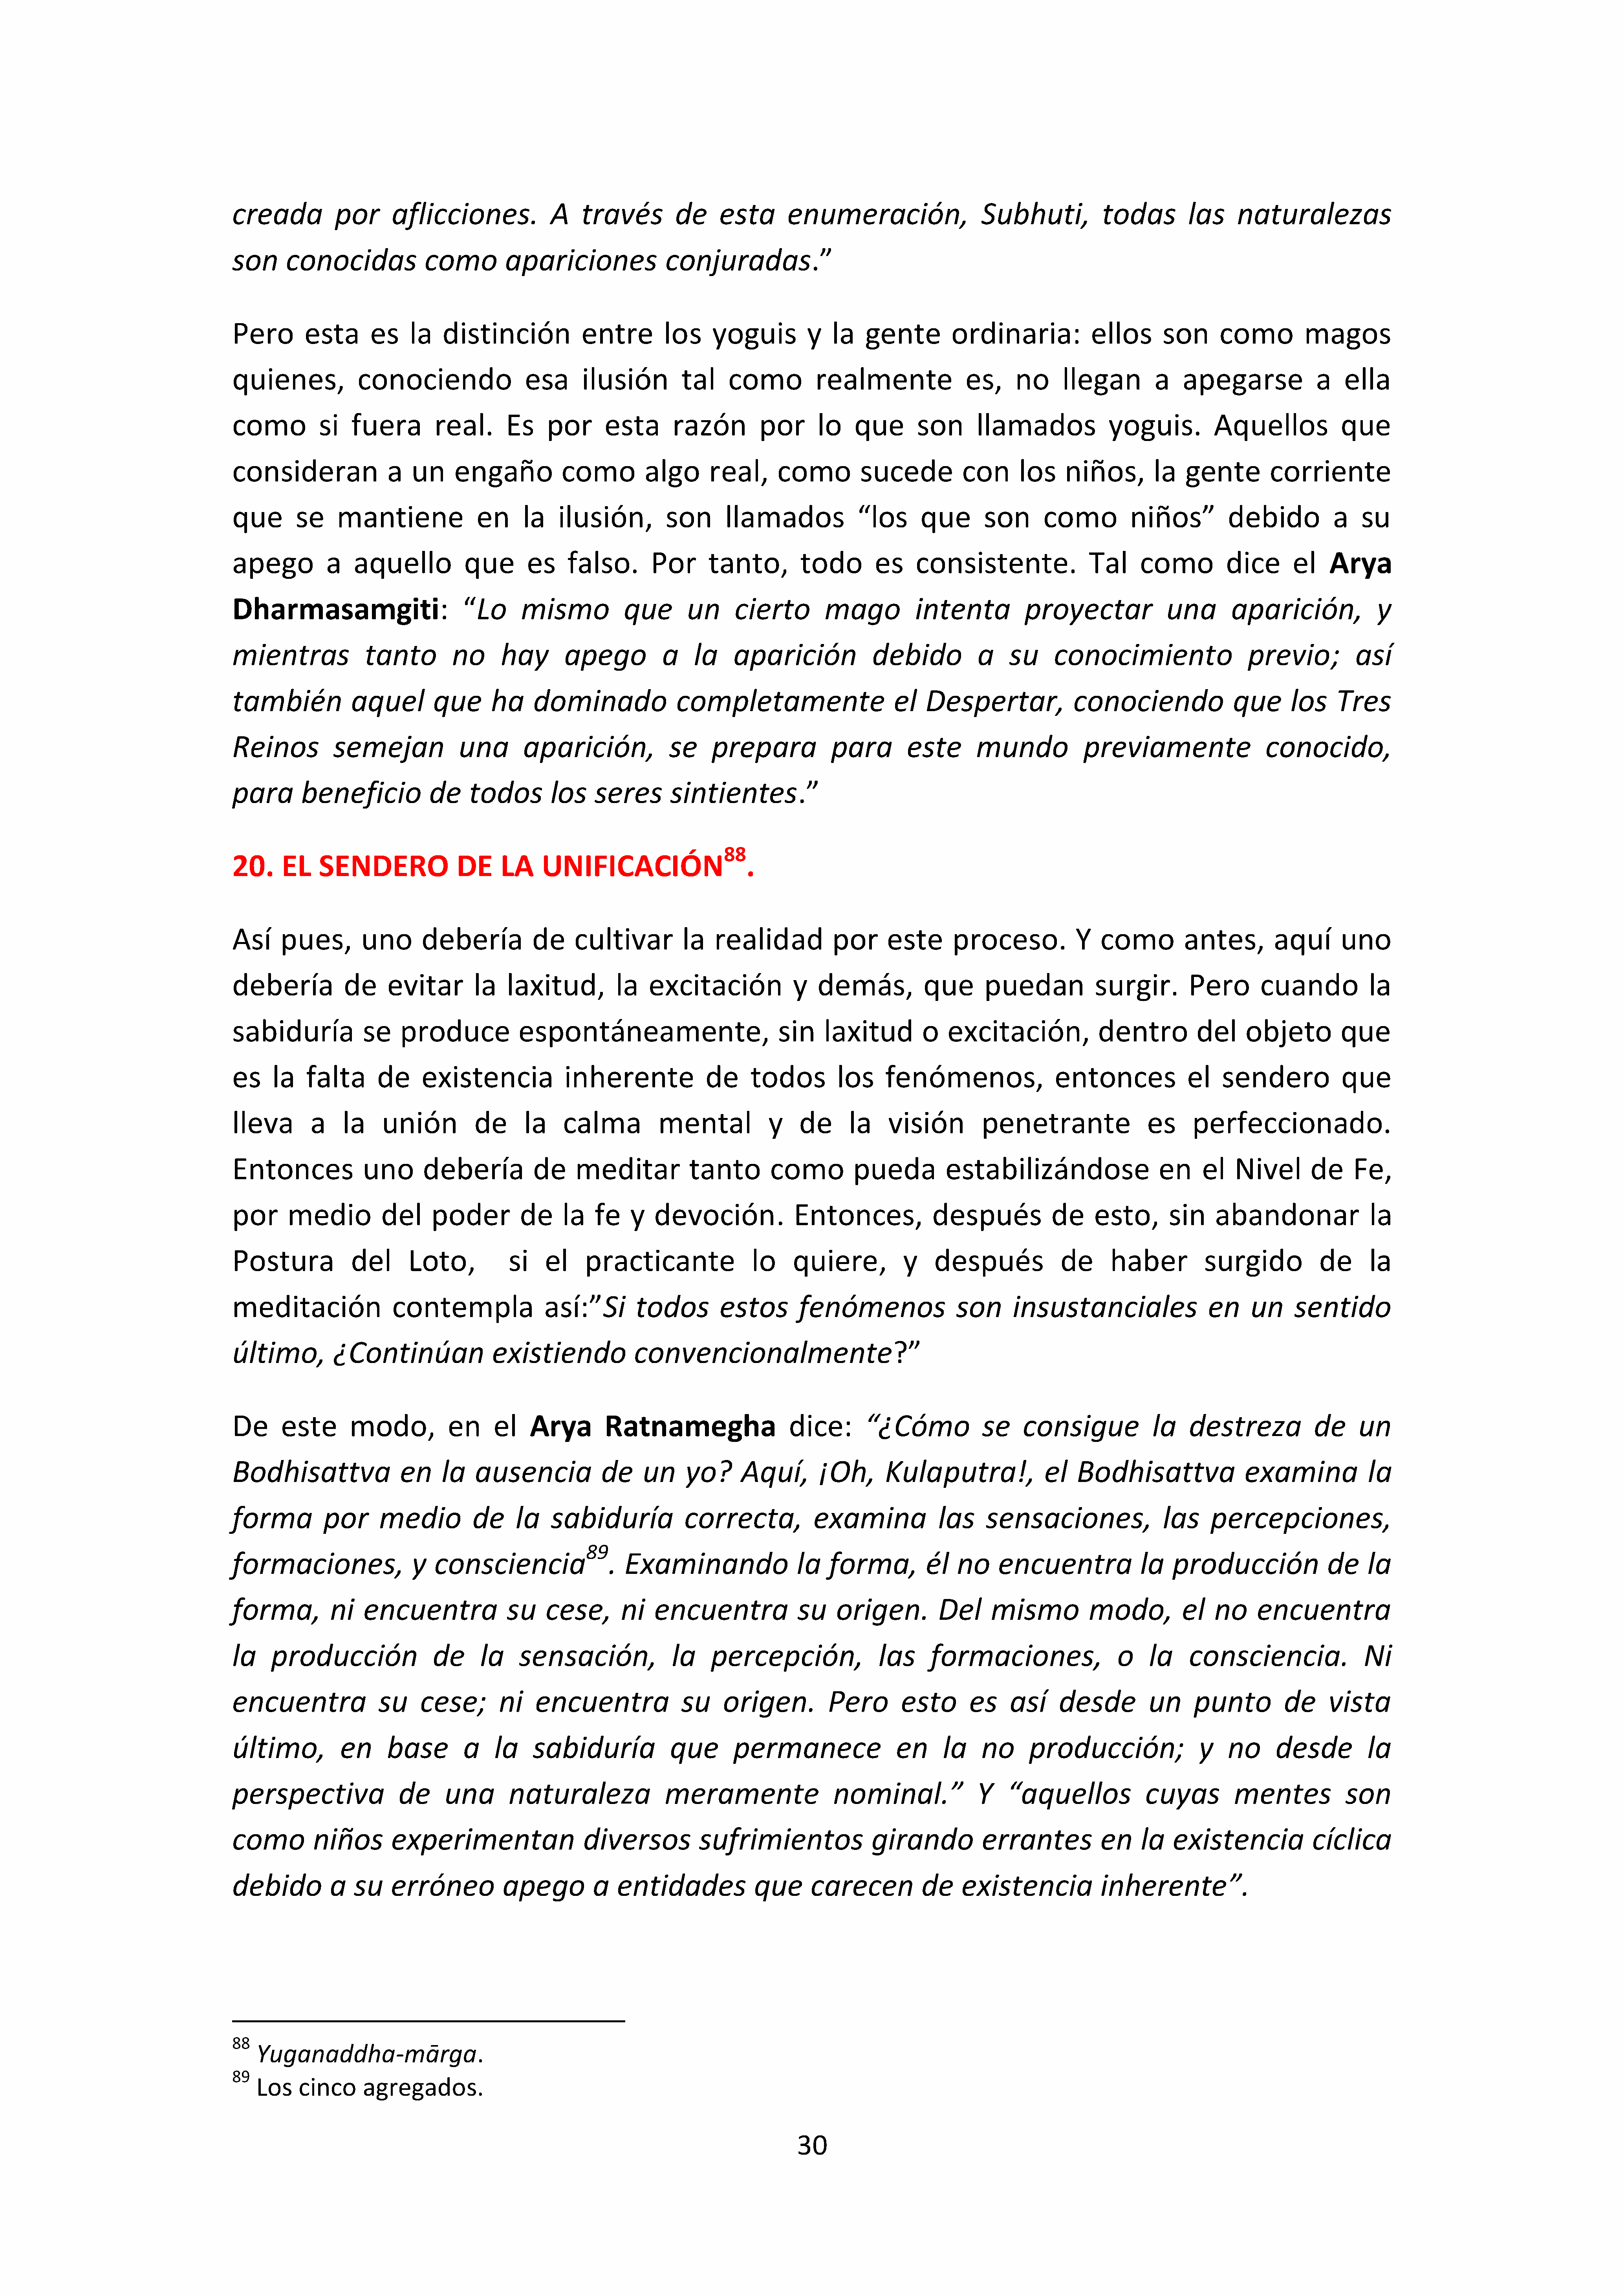 creada por aflicciones. A través de esta enumeración, Subhuti, todas las naturalezas
son conocidas como apariciones conjuradas.”
Pero esta es la distinción entre los yoguis y la gente ordinaria: ellos son como magos
quienes, conociendo esa ilusión tal como realmente es, no llegan a apegarse a ella
como si fuera real. Es por esta razón por lo que son llamados yoguis. Aquellos que
consideran a un engaño como algo real, como sucede con los niños, la gente corriente
que se mantiene en la ilusión, son llamados “los que son como niños” debido a su
apego a aquello que es falso. Por tanto, todo es consistente. Tal como dice el Arya
Dharmasamgiti: “Lo mismo que un cierto mago intenta proyectar una aparición, y
mientras tanto no hay apego a la aparición debido a su conocimiento previo; así
también aquel que ha dominado completamente el Despertar, conociendo que los Tres
Reinos semejan una aparición, se prepara para este mundo previamente conocido,
para beneficio de todos los seres sintientes.”
20. EL SENDERO DE LA UNIFICACIÓN88.
Así pues, uno debería de cultivar la realidad por este proceso. Y como antes, aquí uno
debería de evitar la laxitud, la excitación y demás, que puedan surgir. Pero cuando la
sabiduría se produce espontáneamente, sin laxitud o excitación, dentro del objeto que
es la falta de existencia inherente de todos los fenómenos, entonces el sendero que
lleva a la unión de la calma mental y de la visión penetrante es perfeccionado.
Entonces uno debería de meditar tanto como pueda estabilizándose en el Nivel de Fe,
por medio del poder de la fe y devoción. Entonces, después de esto, sin abandonar la
Postura del Loto, si el practicante lo quiere, y después de haber surgido de la
meditación contempla así:”Si todos estos fenómenos son insustanciales en un sentido
último, ¿Continúan existiendo convencionalmente?”
De este modo, en el Arya Ratnamegha dice: “¿Cómo se consigue la destreza de un
Bodhisattva en la ausencia de un yo? Aquí, ¡Oh, Kulaputra!, el Bodhisattva examina la
forma por medio de la sabiduría correcta, examina las sensaciones, las percepciones,
formaciones, y consciencia89. Examinando la forma, él no encuentra la producción de la
forma, ni encuentra su cese, ni encuentra su origen. Del mismo modo, el no encuentra
la producción de la sensación, la percepción, las formaciones, o la consciencia. Ni
encuentra su cese; ni encuentra su origen. Pero esto es así desde un punto de vista
último, en base a la sabiduría que permanece en la no producción; y no desde la
perspectiva de una naturaleza meramente nominal.” Y “aquellos cuyas mentes son
como niños experimentan diversos sufrimientos girando errantes en la existencia cíclica
debido a su erróneo apego a entidades que carecen de existencia inherente”.
88 Yuganaddha-mārga.
89 Los cinco agregados.
30